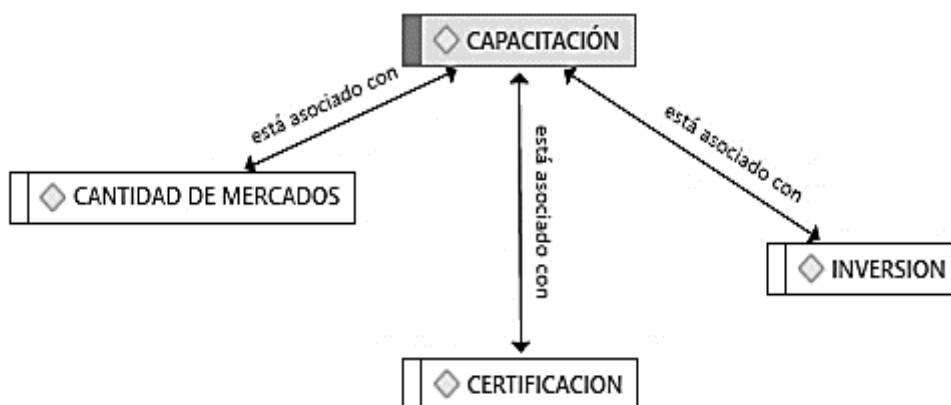 CAPACITACIÓN
está asociado con
está asociado con
está asociado con
CANTIDAD DE MERCADOS
INVERSION
CERTIFICACION